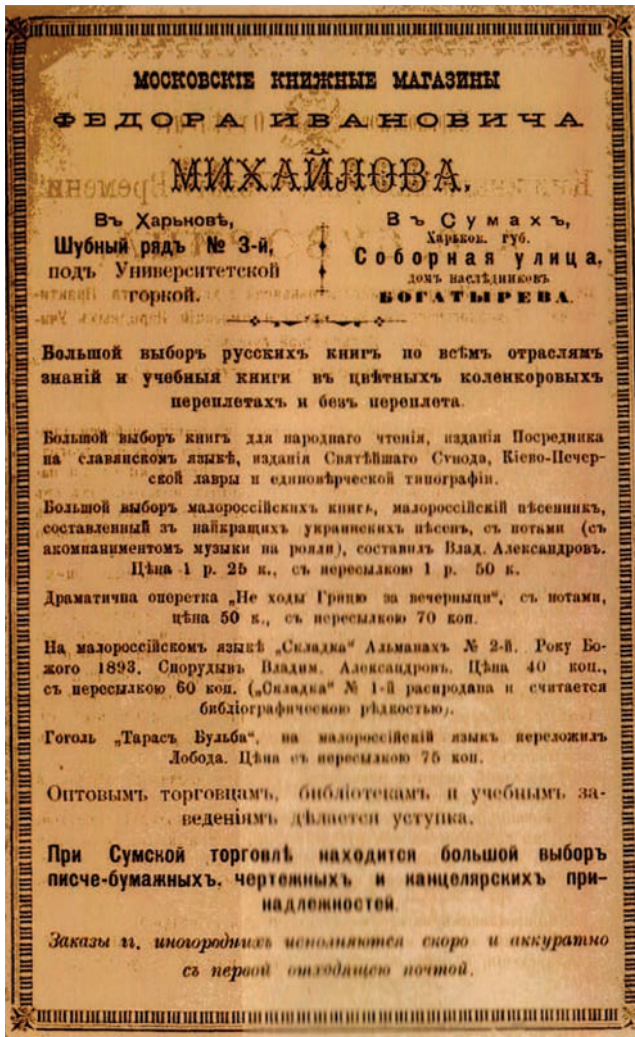 МОСКОВСКІЕ КНИЖНЫЕ МАГАЗИНЫ
ФЕДОРА ИВАНОВИЧА
МИХАЙЛОВА.
Въ Харьковѣ,
Шубный рядъ № 3-й,
подъ Университетской
горкой.
Въ Сумахъ,
Харьков. губ.
Соборная улица,
домъ наслѣдниковъ
БОГАТЫРЕВА.
Большой выборъ русскихъ книгъ по всѣмъ отраслямъ
знаній и учебныя книги въ цвѣтныхъ коленкоровыхъ
переплетахъ и безъ переплета.
Большой выборъ книгъ для народнаго чтенія, изданія Посредника
на славянскомъ языкѣ, изданія Святѣйшаго Сѵнода, Кіево-Печер-
ской лавры и единовѣрческой типографіи.
Большой выборъ малороссійскихъ книгъ, малороссійскій пѣсенникъ,
составленный зъ найкращихъ украинскихъ пѣсенъ, съ нотами (съ
акомпаниментомъ музыки на рояли), составилъ Влад. Александровъ.
Цѣна 1 р. 25 к., съ пересылкою 1 р. 50 к.
Драматична оперетка „Не ходы Грицю на вечерныци“, съ нотами,
цѣна 50 к., съ пересылкою 70 коп.
На малороссійскомъ языкѣ „Складка“ Альманахъ № 2-й. Року Бо-
жого 1893. Спорудывъ Владим. Александровъ. Цѣна 40 коп.,
съ пересылкою 60 коп. („Складка“ № 1-й распродана и считается
библіографическою рѣдкостью).
Гоголь „Тарасъ Бульба“, на малороссійскій языкъ переложилъ
Лобода. Цѣна съ пересылкою 75 коп.
Оптовымъ торговцамъ, библіотекамъ и учебнымъ за-
веденіямъ дѣлается уступка.
При Сумской торговлѣ находится большой выборъ
писче-бумажныхъ, чертежныхъ и канцелярскихъ при-
надлежностей.
Заказы гг. иногороднихъ исполняются скоро и аккуратно
съ первой отходящею почтой.